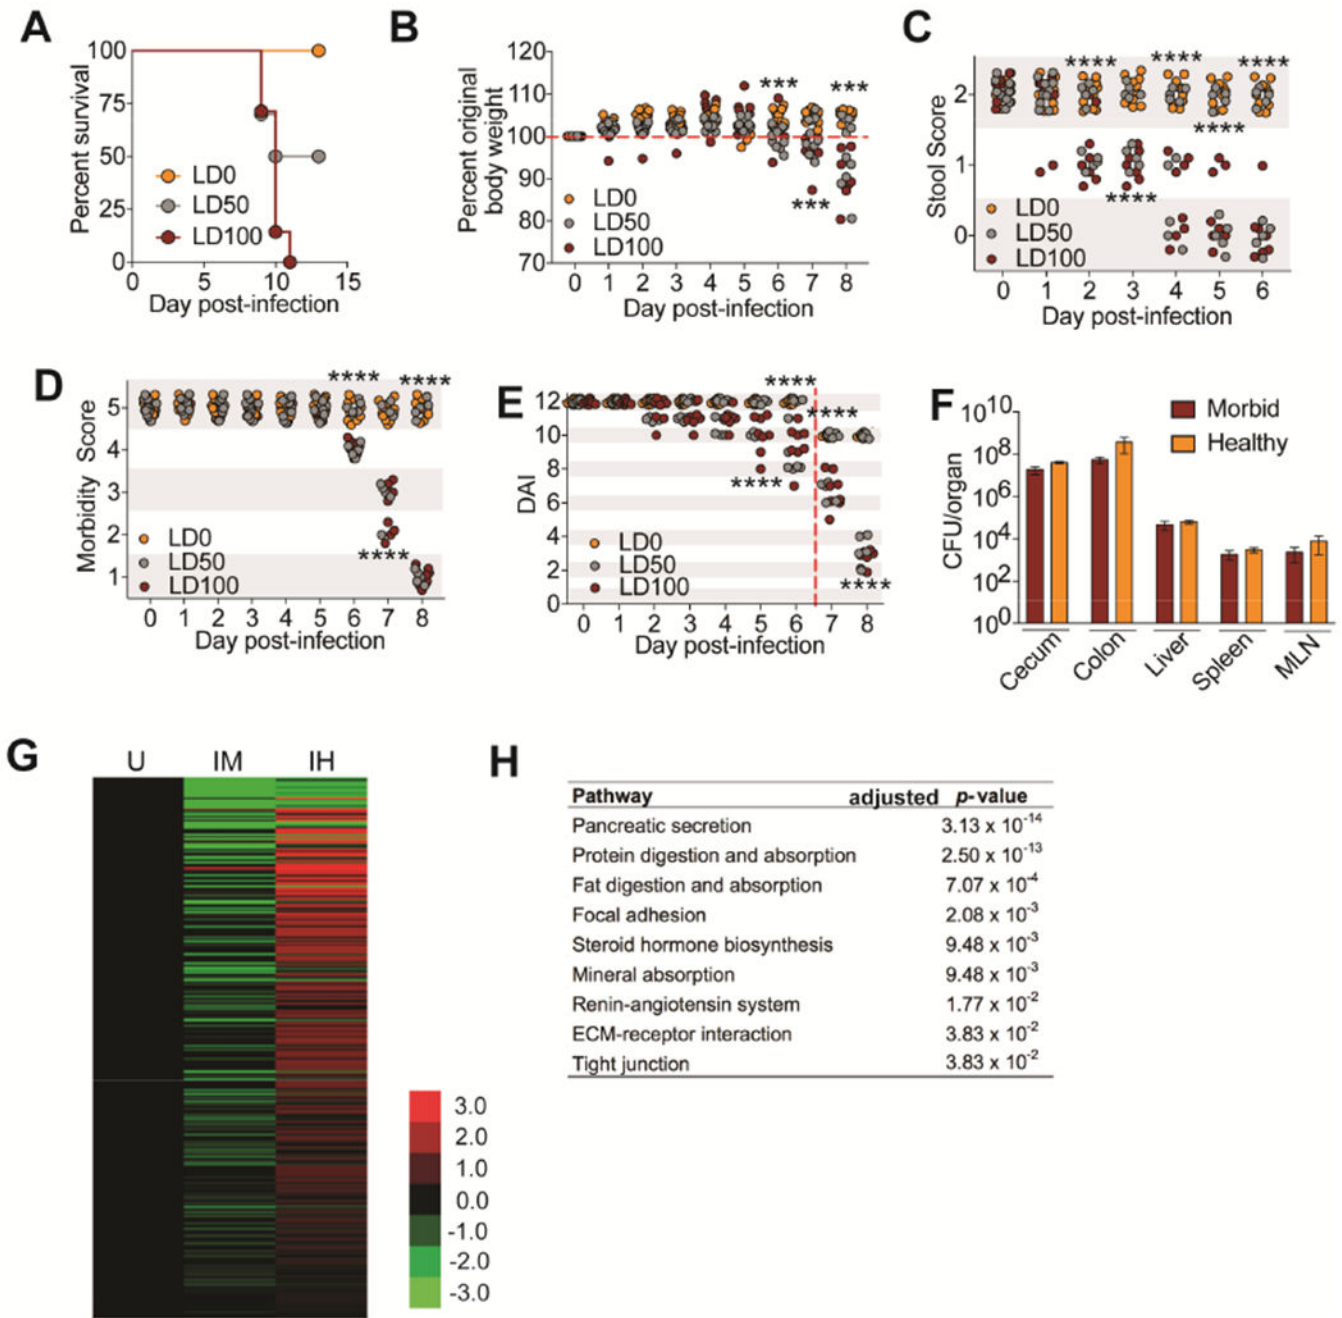 A
100
75
50
25
0
Percent survival
LD0
LD50
LD100
0 5 10 15
Day post-infection
B
120
110
100
90
80
70
Percent original
body weight
***
***
***
LD0
LD50
LD100
0 1 2 3 4 5 6 7 8
Day post-infection
C
2
1
0
Stool Score
****
****
****
****
****
LD0
LD50
LD100
0 1 2 3 4 5 6
Day post-infection
D
5
4
3
2
1
Morbidity Score
****
****
****
LD0
LD50
LD100
0 1 2 3 4 5 6 7 8
Day post-infection
E
12
10
8
6
4
2
0
DAI
****
****
****
****
LD0
LD50
LD100
0 1 2 3 4 5 6 7 8
Day post-infection
F
10^10
10^8
10^6
10^4
10^2
10^0
CFU/organ
Morbid
Healthy
Cecum
Colon
Liver
Spleen
MLN
G
U IM IH
3.0
2.0
1.0
0.0
-1.0
-2.0
-3.0
H
Pathway adjusted p-value
Pancreatic secretion 3.13 x 10^-14
Protein digestion and absorption 2.50 x 10^-13
Fat digestion and absorption 7.07 x 10^-4
Focal adhesion 2.08 x 10^-3
Steroid hormone biosynthesis 9.48 x 10^-3
Mineral absorption 9.48 x 10^-3
Renin-angiotensin system 1.77 x 10^-2
ECM-receptor interaction 3.83 x 10^-2
Tight junction 3.83 x 10^-2